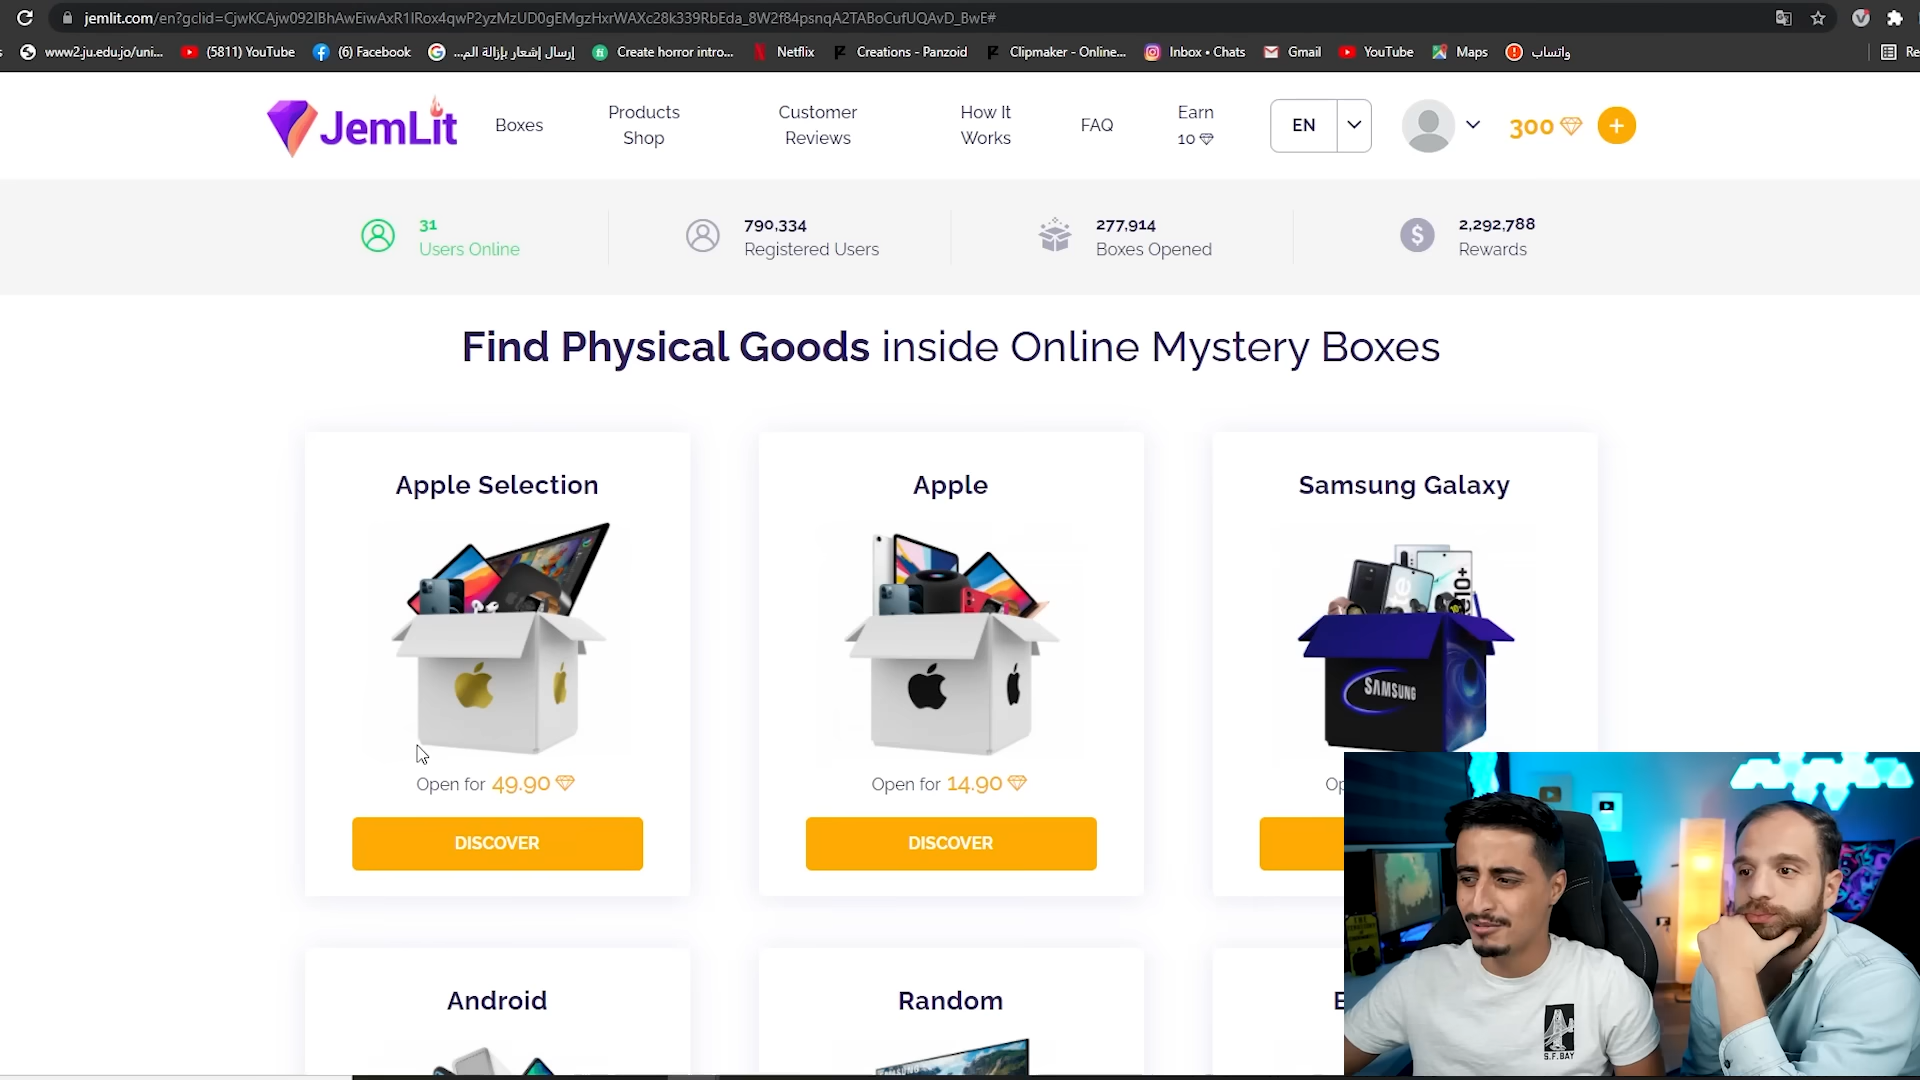 jemlit.com/en?gclid=CjwKCAjw092IBhAwEiwAxR1lRox4qwP2yzMzUD0gEMgzHxrWAXc28k339RbEda_8W2f84psnqA2TABoCufUQAvD_BwE#
www2.ju.edu.jo/uni... (5811) YouTube (6) Facebook إرسال إشعار بإزالة الم... Create horror intro... Netflix Creations - Panzoid Clipmaker - Online... Inbox • Chats Gmail YouTube Maps واتساب Re
JemLit
Boxes
Products Shop
Customer Reviews
How It Works
FAQ
Earn 10
EN
300 +
31
Users Online
790,334
Registered Users
277,914
Boxes Opened
2,292,788
Rewards
Find Physical Goods inside Online Mystery Boxes
Apple Selection
Apple
Samsung Galaxy
SAMSUNG
Open for 49.90
Open for 14.90
Op
DISCOVER
DISCOVER
Android
Random
S.F.BAY